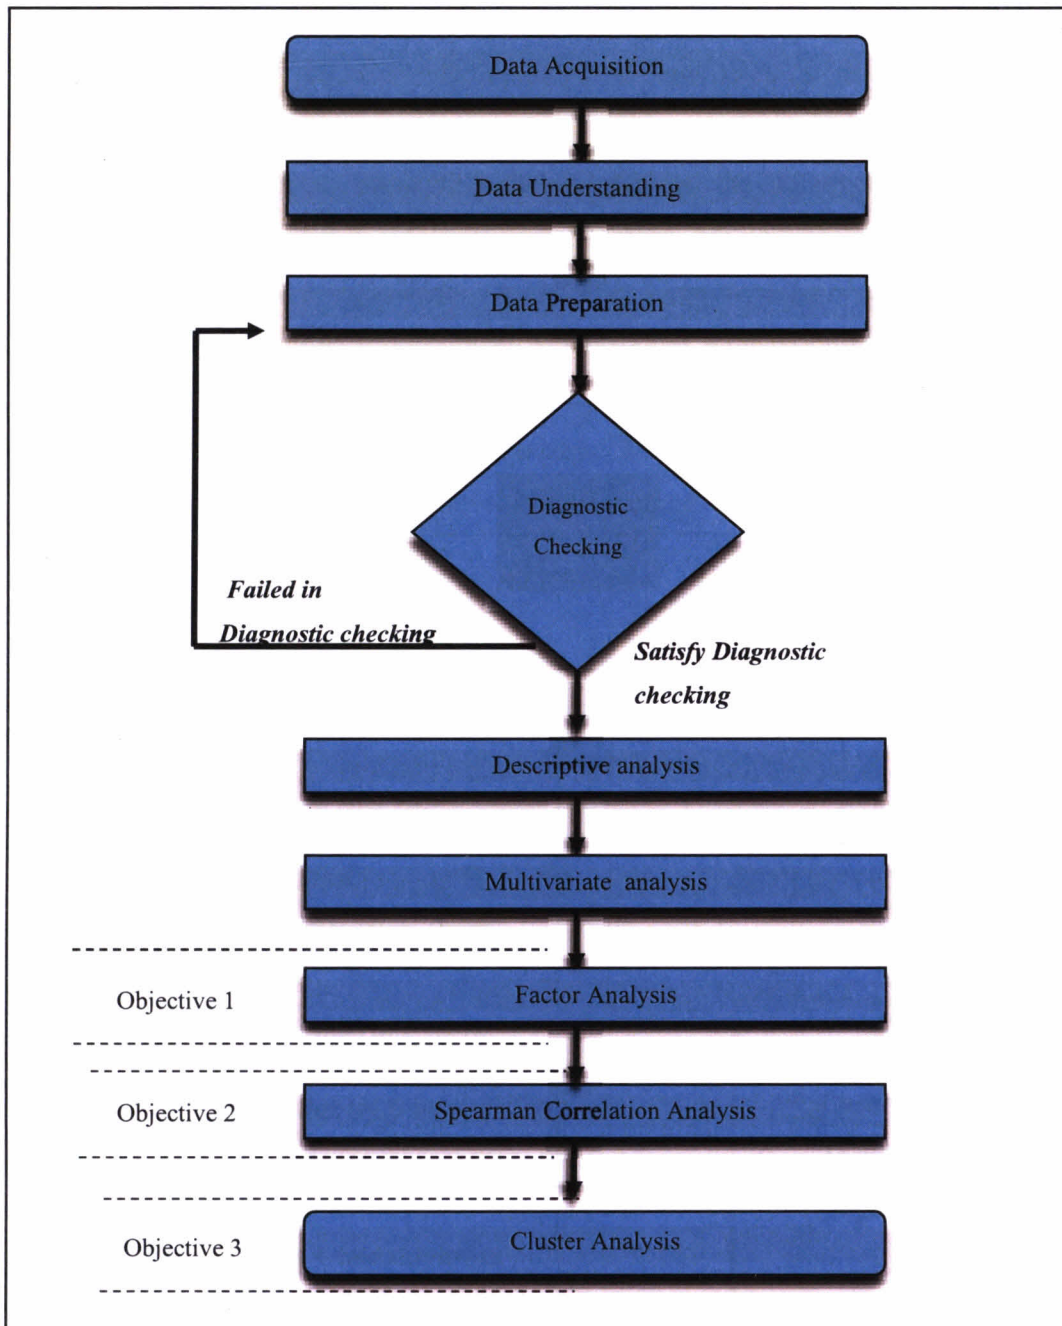 Data Acquisition
Data Understanding
Data Preparation
Diagnostic
Checking
Failed in
Diagnostic checking
Satisfy Diagnostic
checking
Descriptive analysis
Multivariate analysis
Objective 1
Factor Analysis
Objective 2
Spearman Correlation Analysis
Objective 3
Cluster Analysis